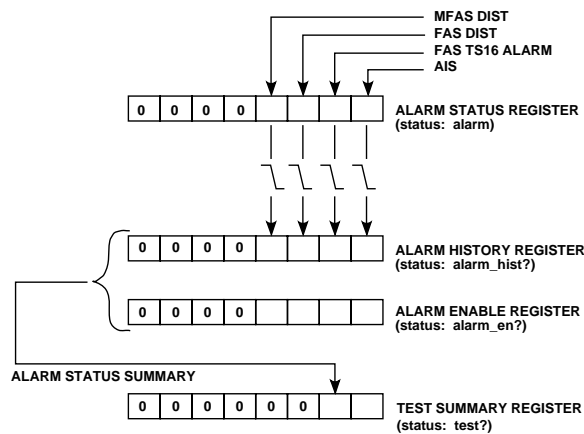 MFAS DIST
FAS DIST
FAS TS16 ALARM
AIS
0 0 0 0
ALARM STATUS REGISTER
(status: alarm)
0 0 0 0
ALARM HISTORY REGISTER
(status: alarm_hist?)
0 0 0 0
ALARM ENABLE REGISTER
(status: alarm_en?)
ALARM STATUS SUMMARY
0 0 0 0 0 0
TEST SUMMARY REGISTER
(status: test?)